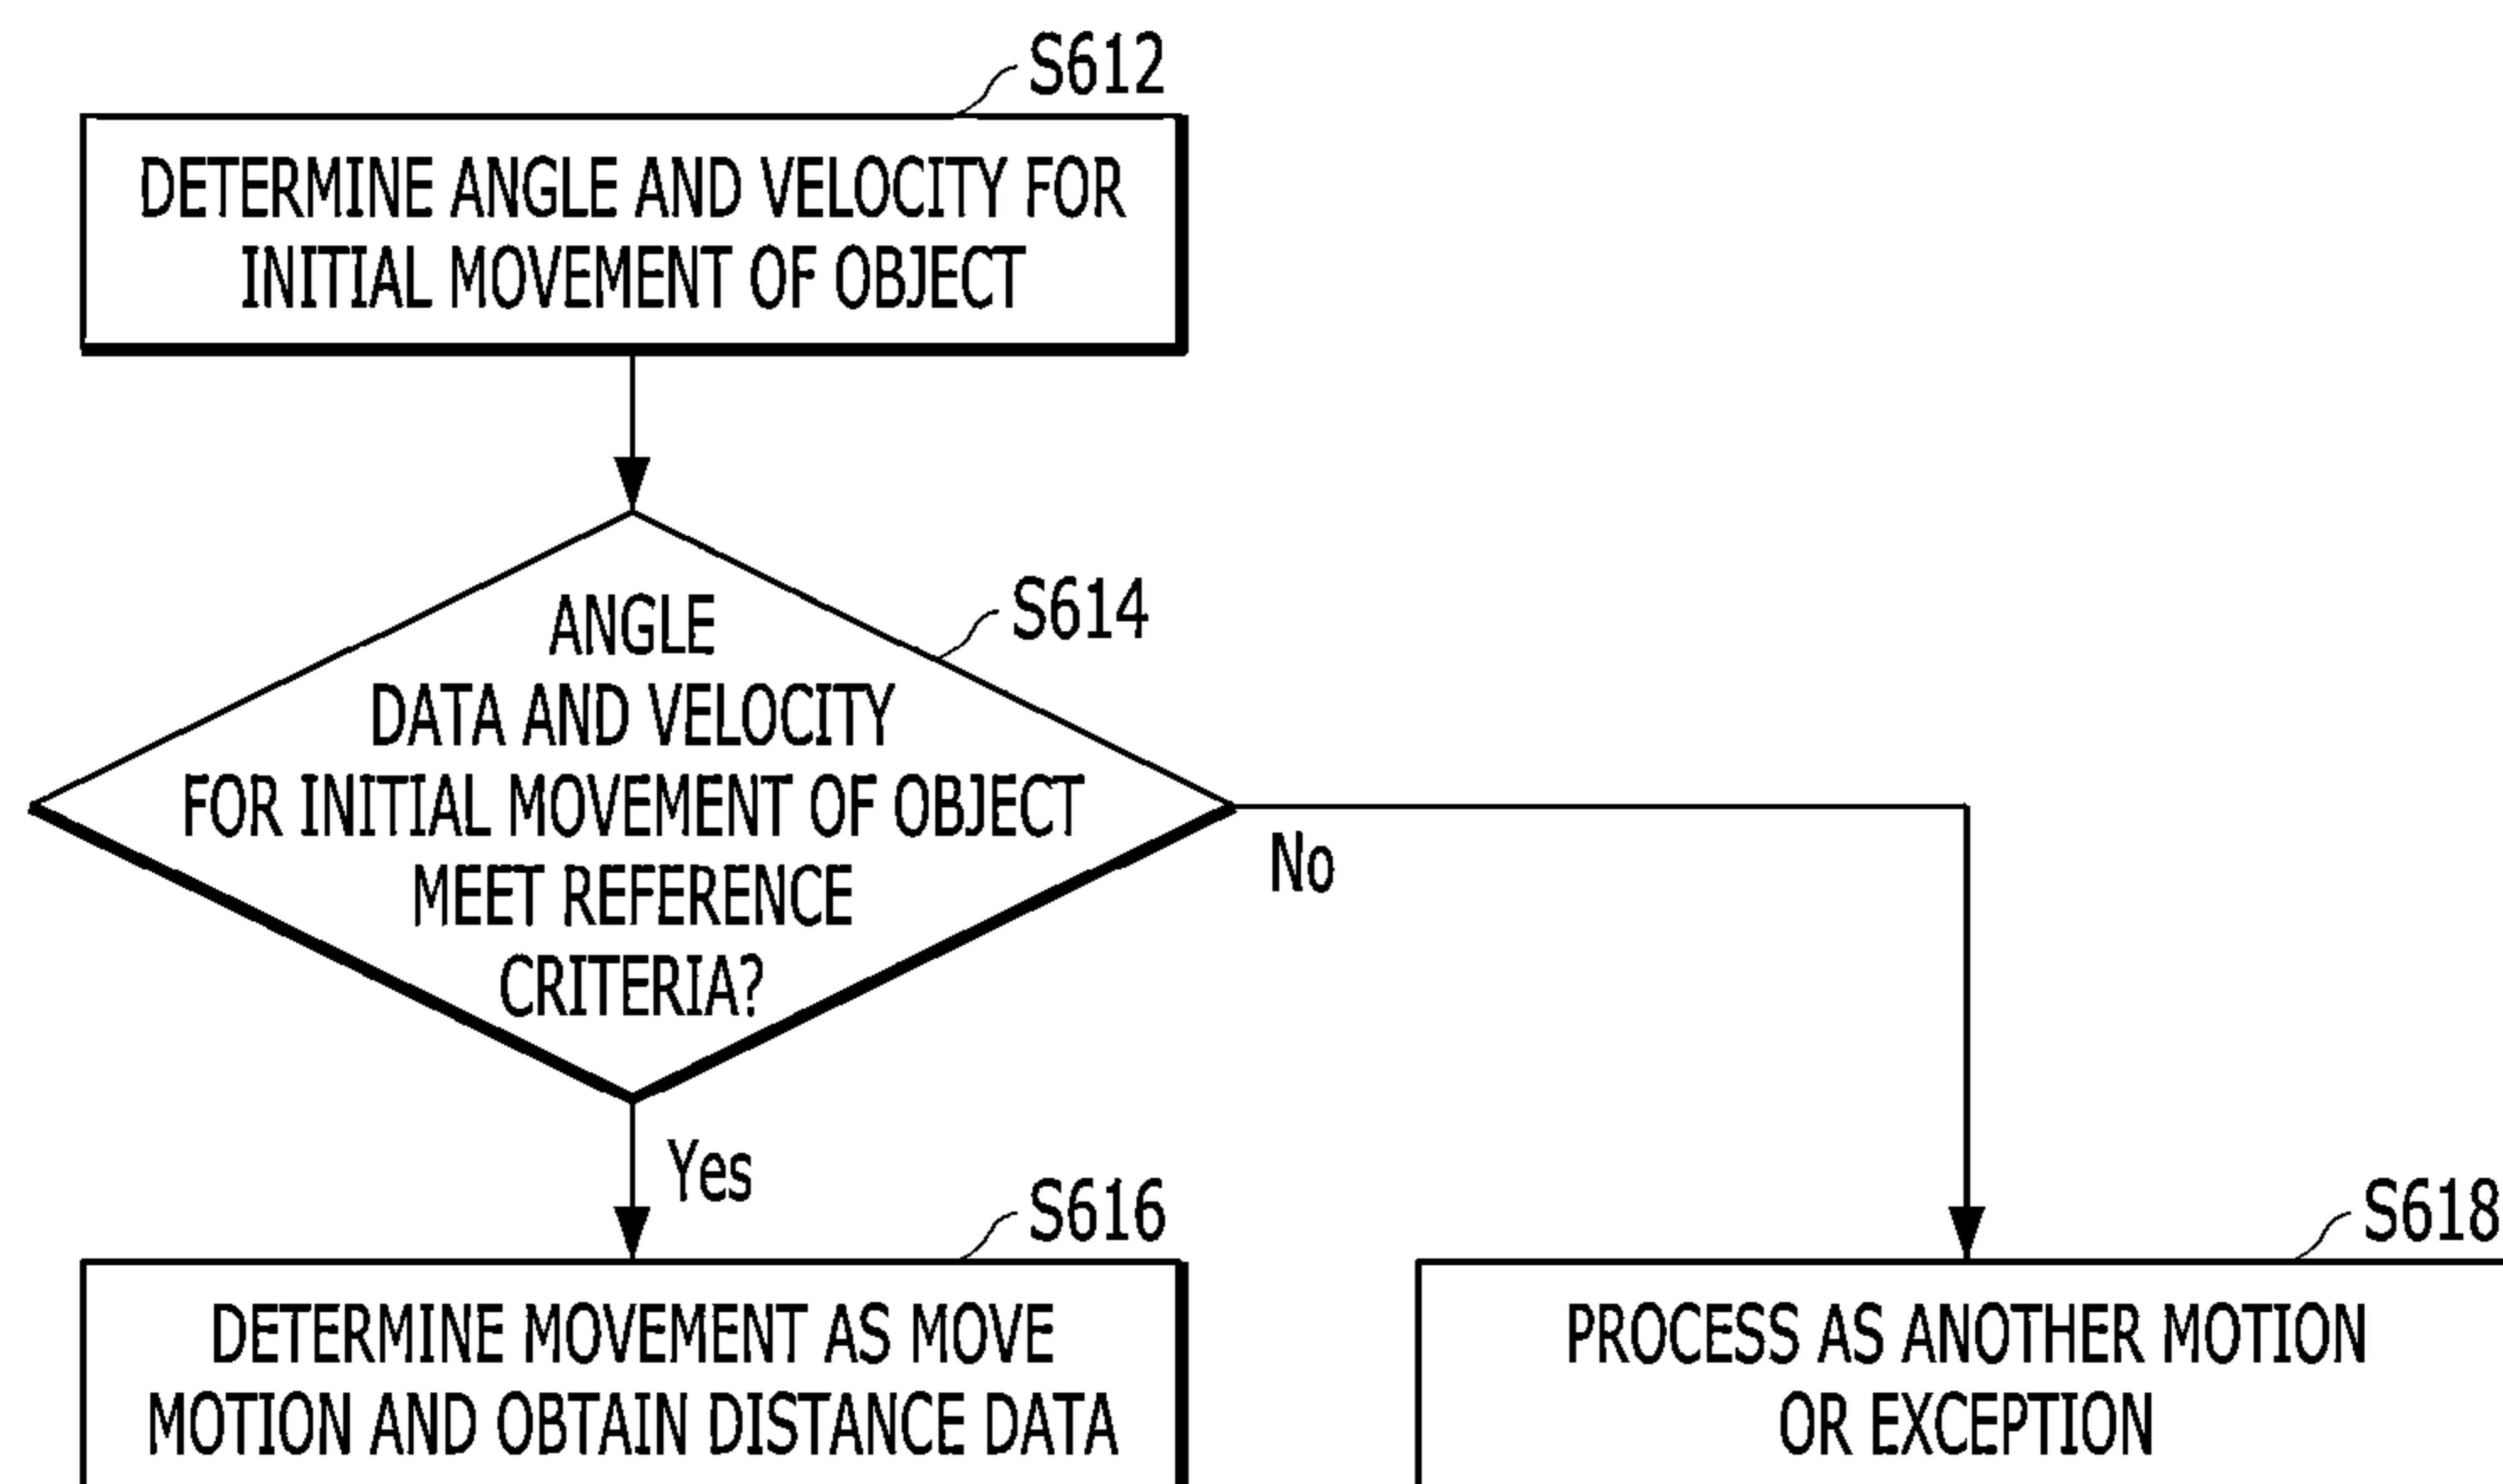 S612
DETERMINE ANGLE AND VELOCITY FOR
INITIAL MOVEMENT OF OBJECT
S614
ANGLE
DATA AND VELOCITY
FOR INITIAL MOVEMENT OF OBJECT
MEET REFERENCE
CRITERIA?
No
Yes
S616
DETERMINE MOVEMENT AS MOVE
MOTION AND OBTAIN DISTANCE DATA
S618
PROCESS AS ANOTHER MOTION
OR EXCEPTION